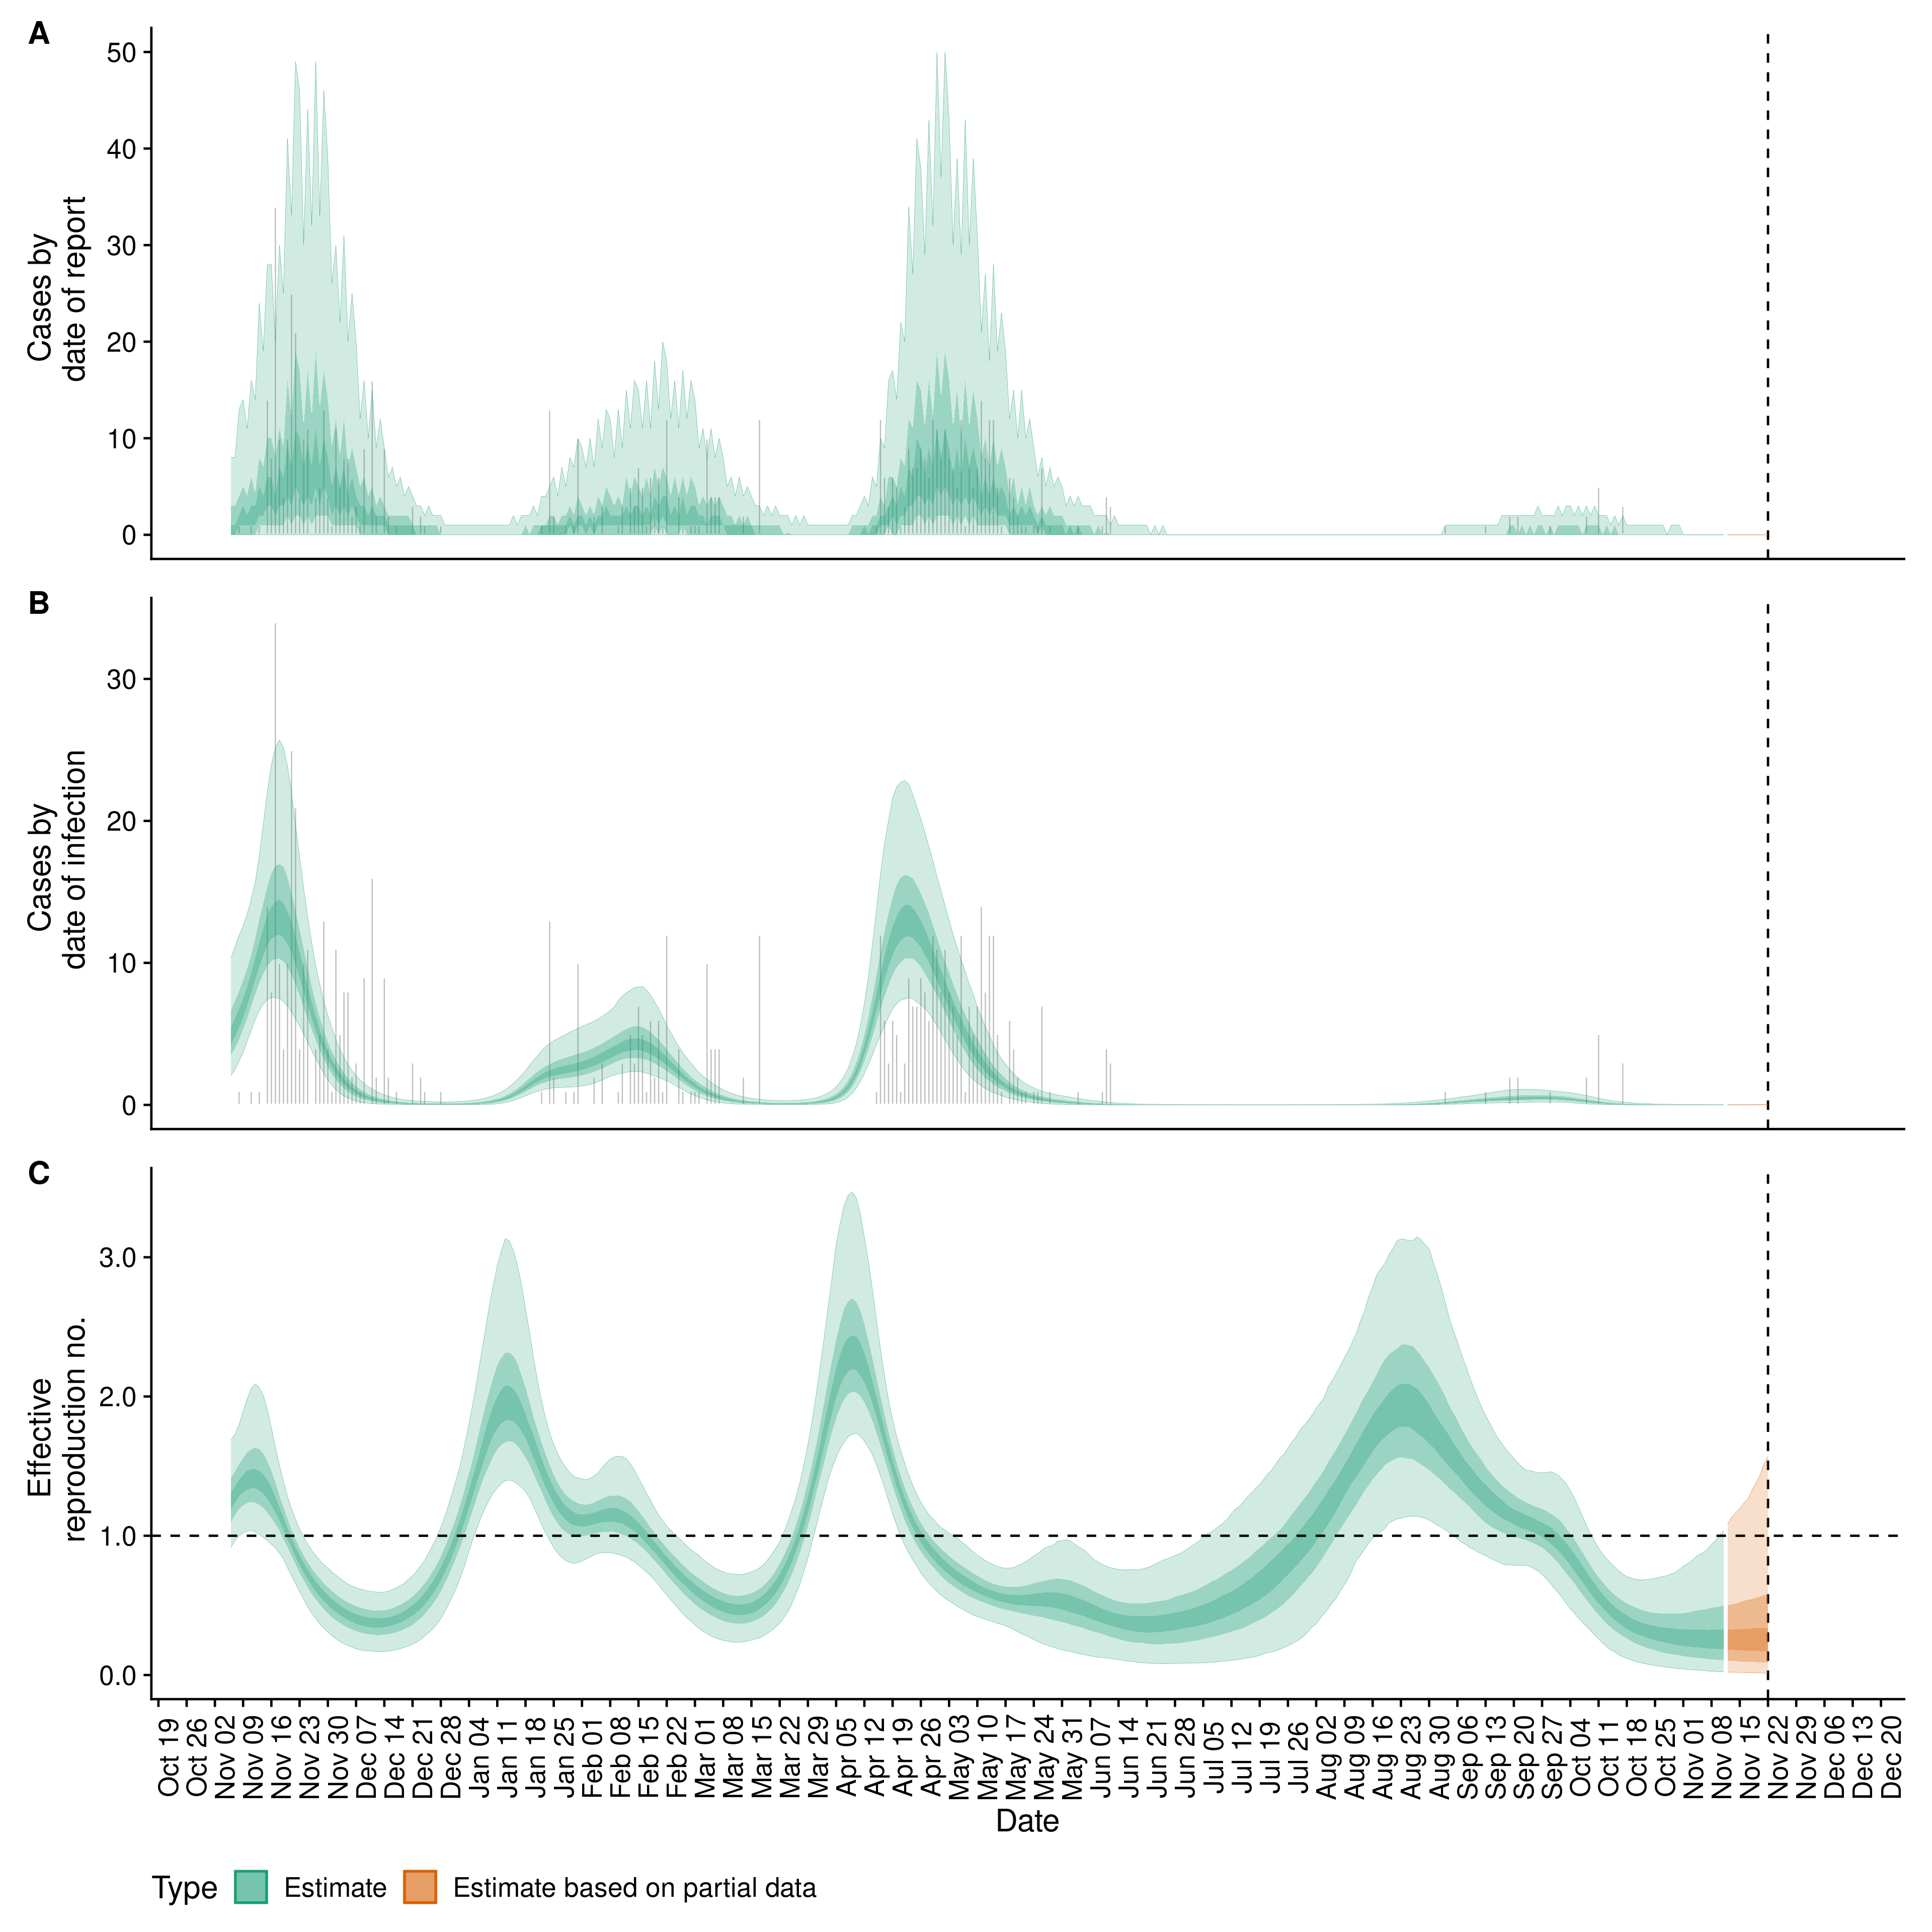 A
50
40
30
20
10
0
Cases by
date of report
B
30
20
10
0
Cases by
date of infection
C
3.0
2.0
1.0
0.0
Effective
reproduction no.
Oct 19
Oct 26
Nov 02
Nov 09
Nov 16
Nov 23
Nov 30
Dec 07
Dec 14
Dec 21
Dec 28
Jan 04
Jan 11
Jan 18
Jan 25
Feb 01
Feb 08
Feb 15
Feb 22
Mar 01
Mar 08
Mar 15
Mar 22
Mar 29
Apr 05
Apr 12
Apr 19
Apr 26
May 03
May 10
May 17
May 24
May 31
Jun 07
Jun 14
Jun 21
Jun 28
Jul 05
Jul 12
Jul 19
Jul 26
Aug 02
Aug 09
Aug 16
Aug 23
Aug 30
Sep 06
Sep 13
Sep 20
Sep 27
Oct 04
Oct 11
Oct 18
Oct 25
Nov 01
Nov 08
Nov 15
Nov 22
Nov 29
Dec 06
Dec 13
Dec 20
Date
Type
Estimate
Estimate based on partial data